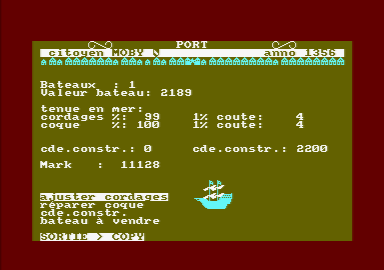 PORT
citoyen MOBY Q anno 1356
Bateaux : 1
Valeur bateau: 2189
tenue en mer:
cordages %: 99 1% coute: 4
coque %: 100 1% coute: 4
cde.constr.: 0 cde.constr.: 2200
Mark : 11128
ajuster cordages
réparer coque
cde.constr.
bateau à vendre
SORTIE > COPY